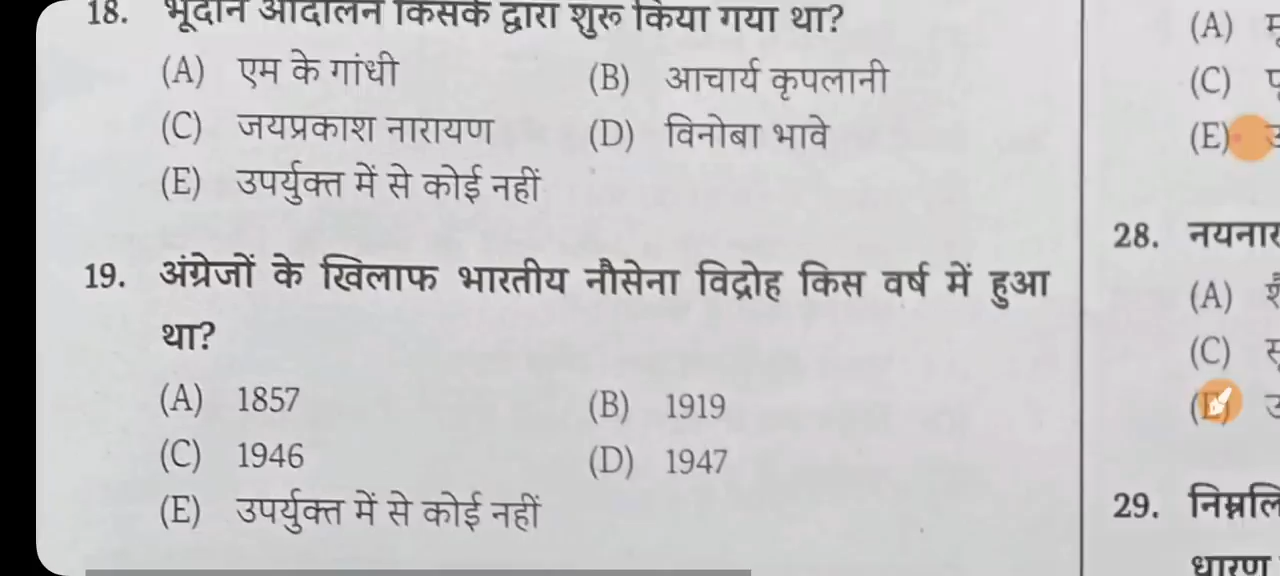 18. भूदान आंदोलन किसके द्वारा शुरू किया गया था?
(A) एम के गांधी (B) आचार्य कृपलानी
(C) जयप्रकाश नारायण (D) विनोबा भावे
(E) उपर्युक्त में से कोई नहीं
19. अंग्रेजों के खिलाफ भारतीय नौसेना विद्रोह किस वर्ष में हुआ
था?
(A) 1857 (B) 1919
(C) 1946 (D) 1947
(E) उपर्युक्त में से कोई नहीं
(A)
(C)
(E)
28.
(A)
(C)
(E)
29.
धारण